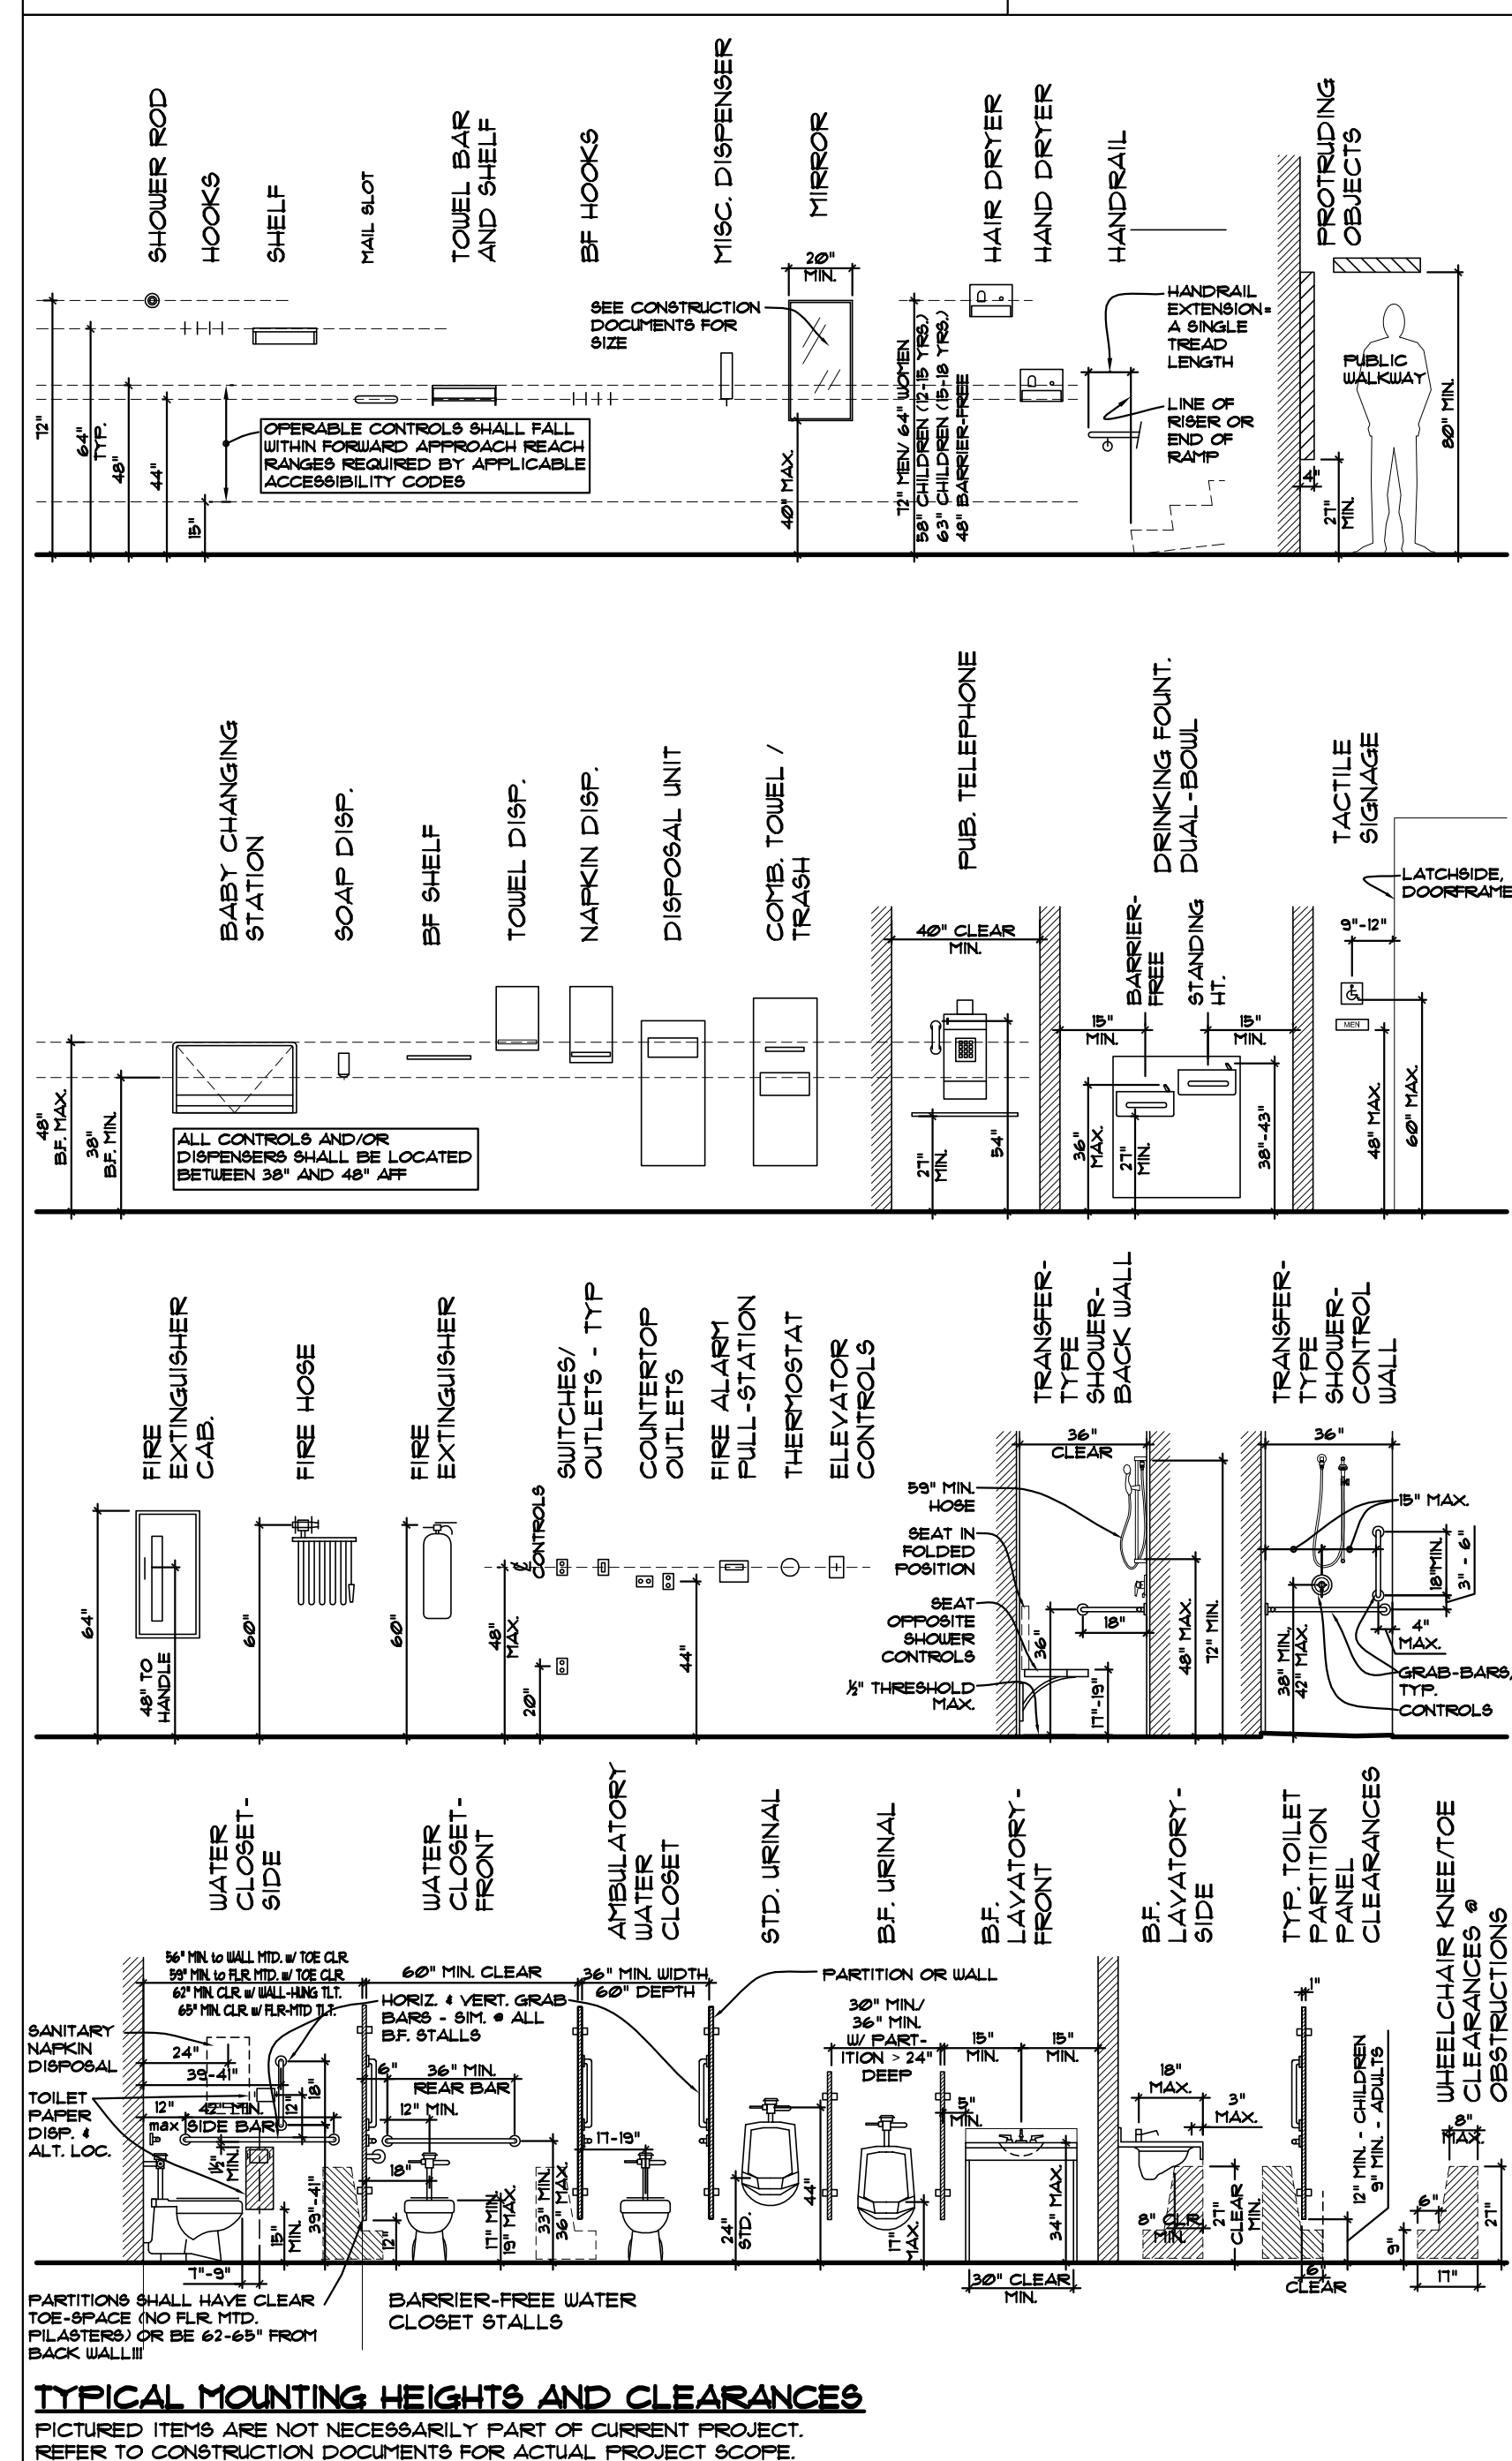 SHOWER ROD
HOOKS
SHELF
MAIL SLOT
TOWEL BAR
AND SHELF
BF HOOKS
MISC. DISPENSER
MIRROR
HAIR DRYER
HAND DRYER
HANDRAIL
PROTRUDING
OBJECTS
72"
64"
TYP.
48"
44"
15"
OPERABLE CONTROLS SHALL FALL
WITHIN FORWARD APPROACH REACH
RANGES REQUIRED BY APPLICABLE
ACCESSIBILITY CODES
SEE CONSTRUCTION
DOCUMENTS FOR
SIZE
20"
MIN.
40" MAX.
72" MEN/ 64" WOMEN
58" CHILDREN (12-15 YRS.)
63" CHILDREN (15-18 YRS.)
48" BARRIER-FREE
HANDRAIL
EXTENSION=
A SINGLE
TREAD
LENGTH
LINE OF
RISER OR
END OF
RAMP
PUBLIC
WALKWAY
4"
27"
MIN.
80" MIN.
BABY CHANGING
STATION
SOAP DISP.
BF SHELF
TOWEL DISP.
NAPKIN DISP.
DISPOSAL UNIT
COMB. TOWEL /
TRASH
PUB. TELEPHONE
DRINKING FOUNT.
DUAL-BOWL
TACTILE
SIGNAGE
48"
B.F. MAX.
38"
B.F. MIN.
ALL CONTROLS AND/OR
DISPENSERS SHALL BE LOCATED
BETWEEN 38" AND 48" AFF
40" CLEAR
MIN.
27"
MIN.
54"
BARRIER-
FREE
STANDING
HT.
15"
MIN.
15"
MIN.
36"
MAX.
27"
MIN.
38"-43"
LATCHSIDE,
DOORFRAME
9"-12"
MEN
48" MAX.
60" MAX.
FIRE
EXTINGUISHER
CAB.
FIRE HOSE
FIRE
EXTINGUISHER
SWITCHES/
OUTLETS - TYP
COUNTERTOP
OUTLETS
FIRE ALARM
PULL-STATION
THERMOSTAT
ELEVATOR
CONTROLS
TRANSFER-
TYPE
SHOWER-
BACK WALL
TRANSFER-
TYPE
SHOWER-
CONTROL
WALL
64"
48" TO
HANDLE
60"
60"
CONTROLS
48"
MAX.
20"
44"
36"
CLEAR
59" MIN.
HOSE
SEAT IN
FOLDED
POSITION
SEAT
OPPOSITE
SHOWER
CONTROLS
½" THRESHOLD
MAX.
36"
18"
17"-19"
48" MAX.
72" MIN.
36"
15" MAX.
18"MIN.
3" - 6"
4"
MAX.
38" MIN.,
42" MAX.
GRAB-BARS,
TYP.
CONTROLS
WATER
CLOSET-
SIDE
WATER
CLOSET-
FRONT
AMBULATORY
WATER
CLOSET
STD. URINAL
B.F. URINAL
B.F.
LAVATORY-
FRONT
B.F.
LAVATORY-
SIDE
TYP. TOILET
PARTITION
PANEL
CLEARANCES
WHEELCHAIR KNEE/TOE
CLEARANCES @
OBSTRUCTIONS
56" MIN. to WALL MTD. w/ TOE CLR.
59" MIN. to FLR. MTD. w/ TOE CLR.
62" MIN. CLR. w/ WALL-HUNG TLT.
65" MIN. CLR. w/ FLR-MTD TLT.
SANITARY
NAPKIN
DISPOSAL
TOILET
PAPER
DISP. &
ALT. LOC.
24"
39-41"
12"
max
42" MIN.
SIDE BAR
12"
18"
1½"
MIN.
15"
MIN.
39"-41"
7"-9"
60" MIN. CLEAR
HORIZ. & VERT. GRAB
BARS - SIM. @ ALL
B.F. STALLS
6"
36" MIN.
REAR BAR
12" MIN.
18"
12"
17" MIN.
19" MAX.
33" MIN
36" MAX.
36" MIN. WIDTH
60" DEPTH
17-19"
PARTITION OR WALL
24"
STD.
44"
30" MIN./
36" MIN.
W/ PART-
ITION > 24"
DEEP
17"
MAX.
15"
MIN.
15"
MIN.
15"
MIN.
34" MAX.
30" CLEAR
MIN.
18"
MAX.
3"
MAX.
8" CLR.
MIN.
27"
CLEAR
MIN.
1"
6"
CLEAR
12" MIN. - CHILDREN
9" MIN. - ADULTS
8"
MAX.
6"
9"
27"
17"
PARTITIONS SHALL HAVE CLEAR
TOE-SPACE (NO FLR. MTD.
PILASTERS) OR BE 62-65" FROM
BACK WALL!!!
BARRIER-FREE WATER
CLOSET STALLS
TYPICAL MOUNTING HEIGHTS AND CLEARANCES
PICTURED ITEMS ARE NOT NECESSARILY PART OF CURRENT PROJECT.
REFER TO CONSTRUCTION DOCUMENTS FOR ACTUAL PROJECT SCOPE.